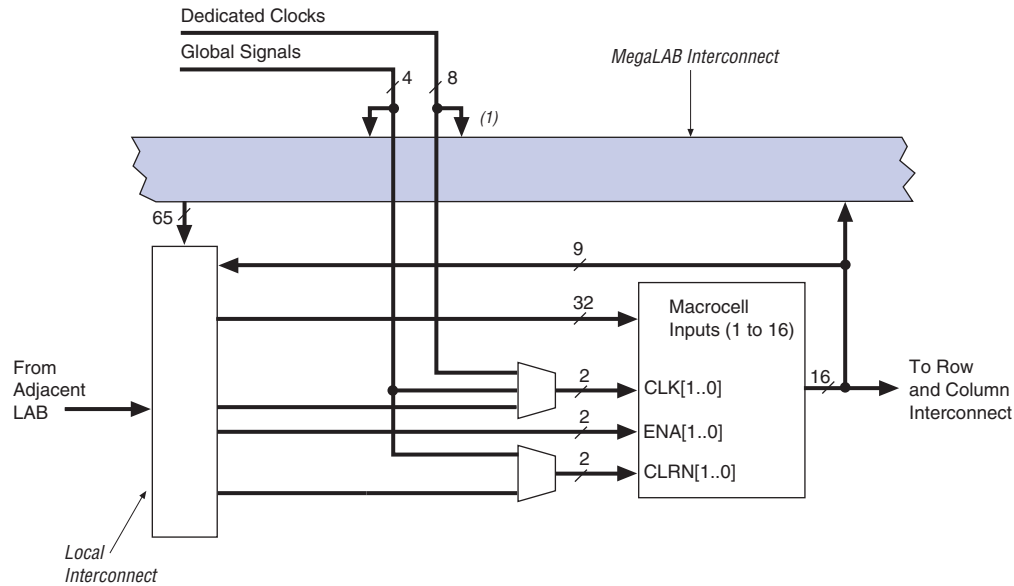 Dedicated Clocks
Global Signals
4
8
MegaLAB Interconnect
(1)
65
9
32
Macrocell
Inputs (1 to 16)
From
Adjacent
LAB
2
CLK[1..0]
16
To Row
and Column
Interconnect
2
ENA[1..0]
2
CLRN[1..0]
Local
Interconnect